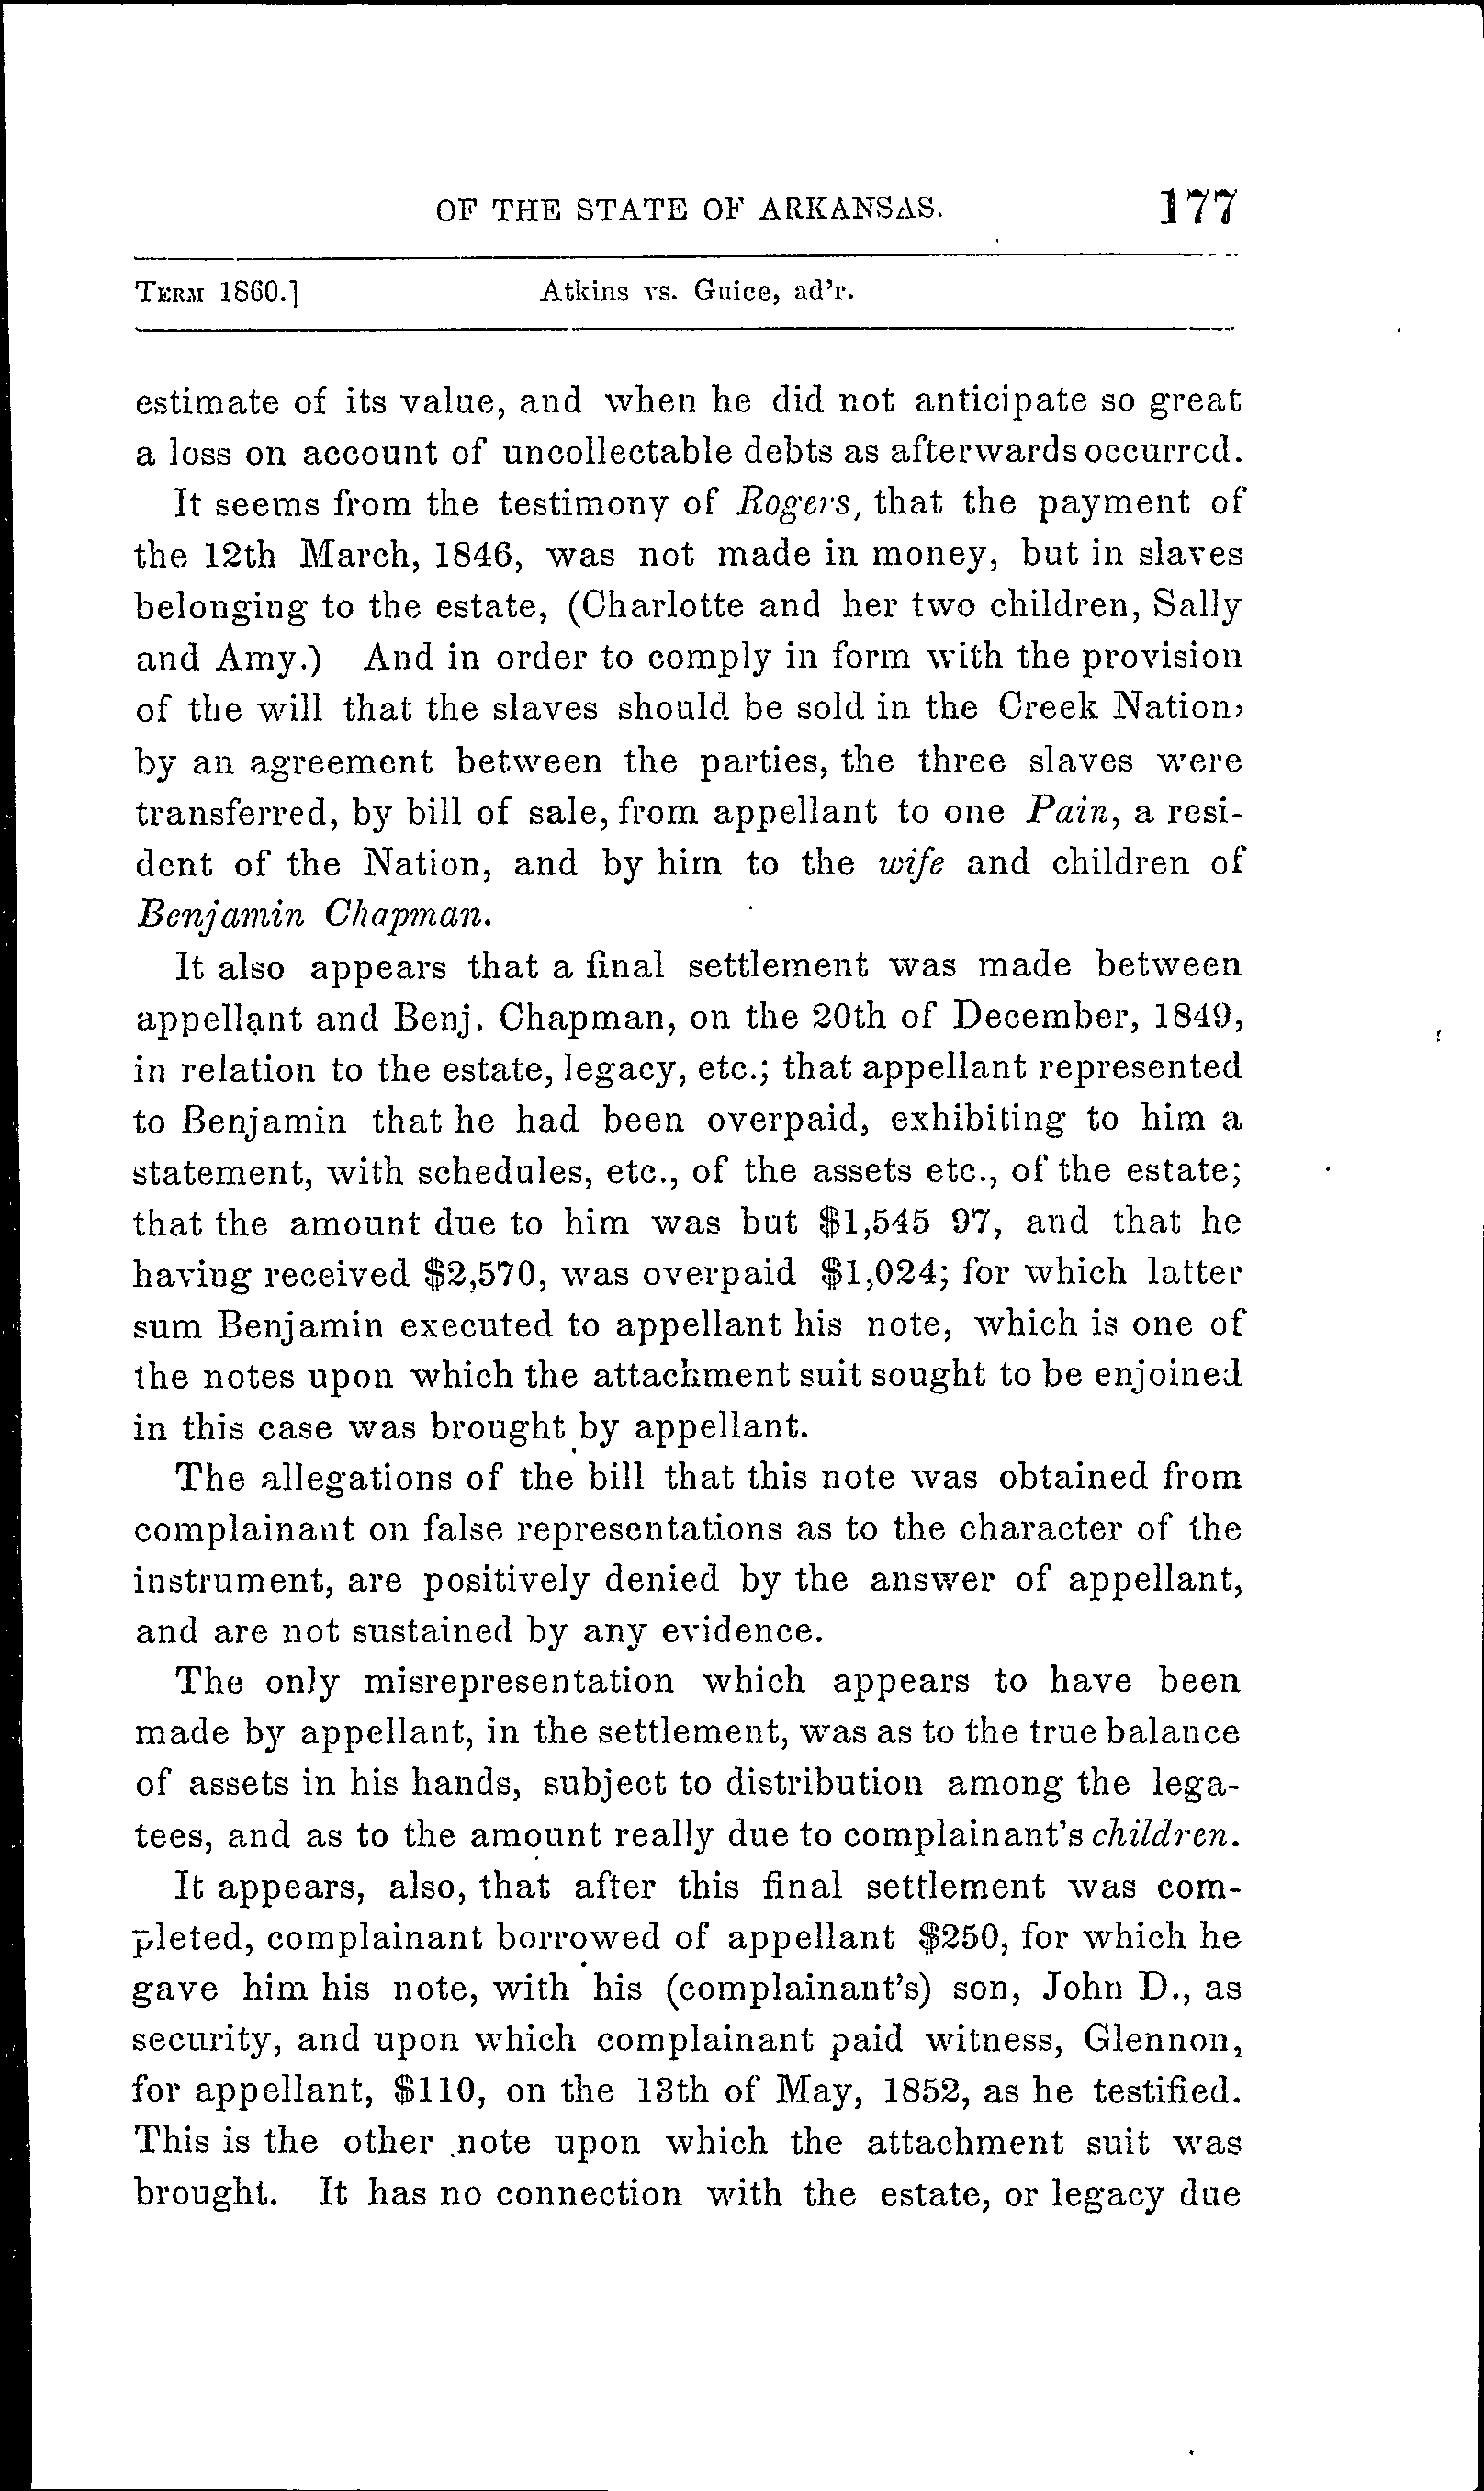 OF THE STATE OF ARKANSAS. 177
TERM 1860.] Atkins vs. Guice, ad'r.
estimate of its value, and when he did not anticipate so great
a loss on account of uncollectable debts as afterwards occurred.
It seems from the testimony of Rogers, that the payment of
the 12th March, 1846, was not made in money, but in slaves
belonging to the estate, (Charlotte and her two children, Sally
and Amy.) And in order to comply in form with the provision
of the will that the slaves should be sold in the Creek Nation,
by an agreement between the parties, the three slaves were
transferred, by bill of sale, from appellant to one Pain, a resi-
dent of the Nation, and by him to the wife and children of
Benjamin Chapman.
It also appears that a final settlement was made between
appellant and Benj. Chapman, on the 20th of December, 1849,
in relation to the estate, legacy, etc.; that appellant represented
to Benjamin that he had been overpaid, exhibiting to him a
statement, with schedules, etc., of the assets etc., of the estate;
that the amount due to him was but $1,545 97, and that he
having received $2,570, was overpaid $1,024; for which latter
sum Benjamin executed to appellant his note, which is one of
the notes upon which the attachment suit sought to be enjoined
in this case was brought by appellant.
The allegations of the bill that this note was obtained from
complainant on false representations as to the character of the
instrument, are positively denied by the answer of appellant,
and are not sustained by any evidence.
The only misrepresentation which appears to have been
made by appellant, in the settlement, was as to the true balance
of assets in his hands, subject to distribution among the lega-
tees, and as to the amount really due to complainant's children.
It appears, also, that after this final settlement was com-
pleted, complainant borrowed of appellant $250, for which he
gave him his note, with his (complainant's) son, John D., as
security, and upon which complainant paid witness, Glennon,
for appellant, $110, on the 13th of May, 1852, as he testified.
This is the other note upon which the attachment suit was
brought. It has no connection with the estate, or legacy due